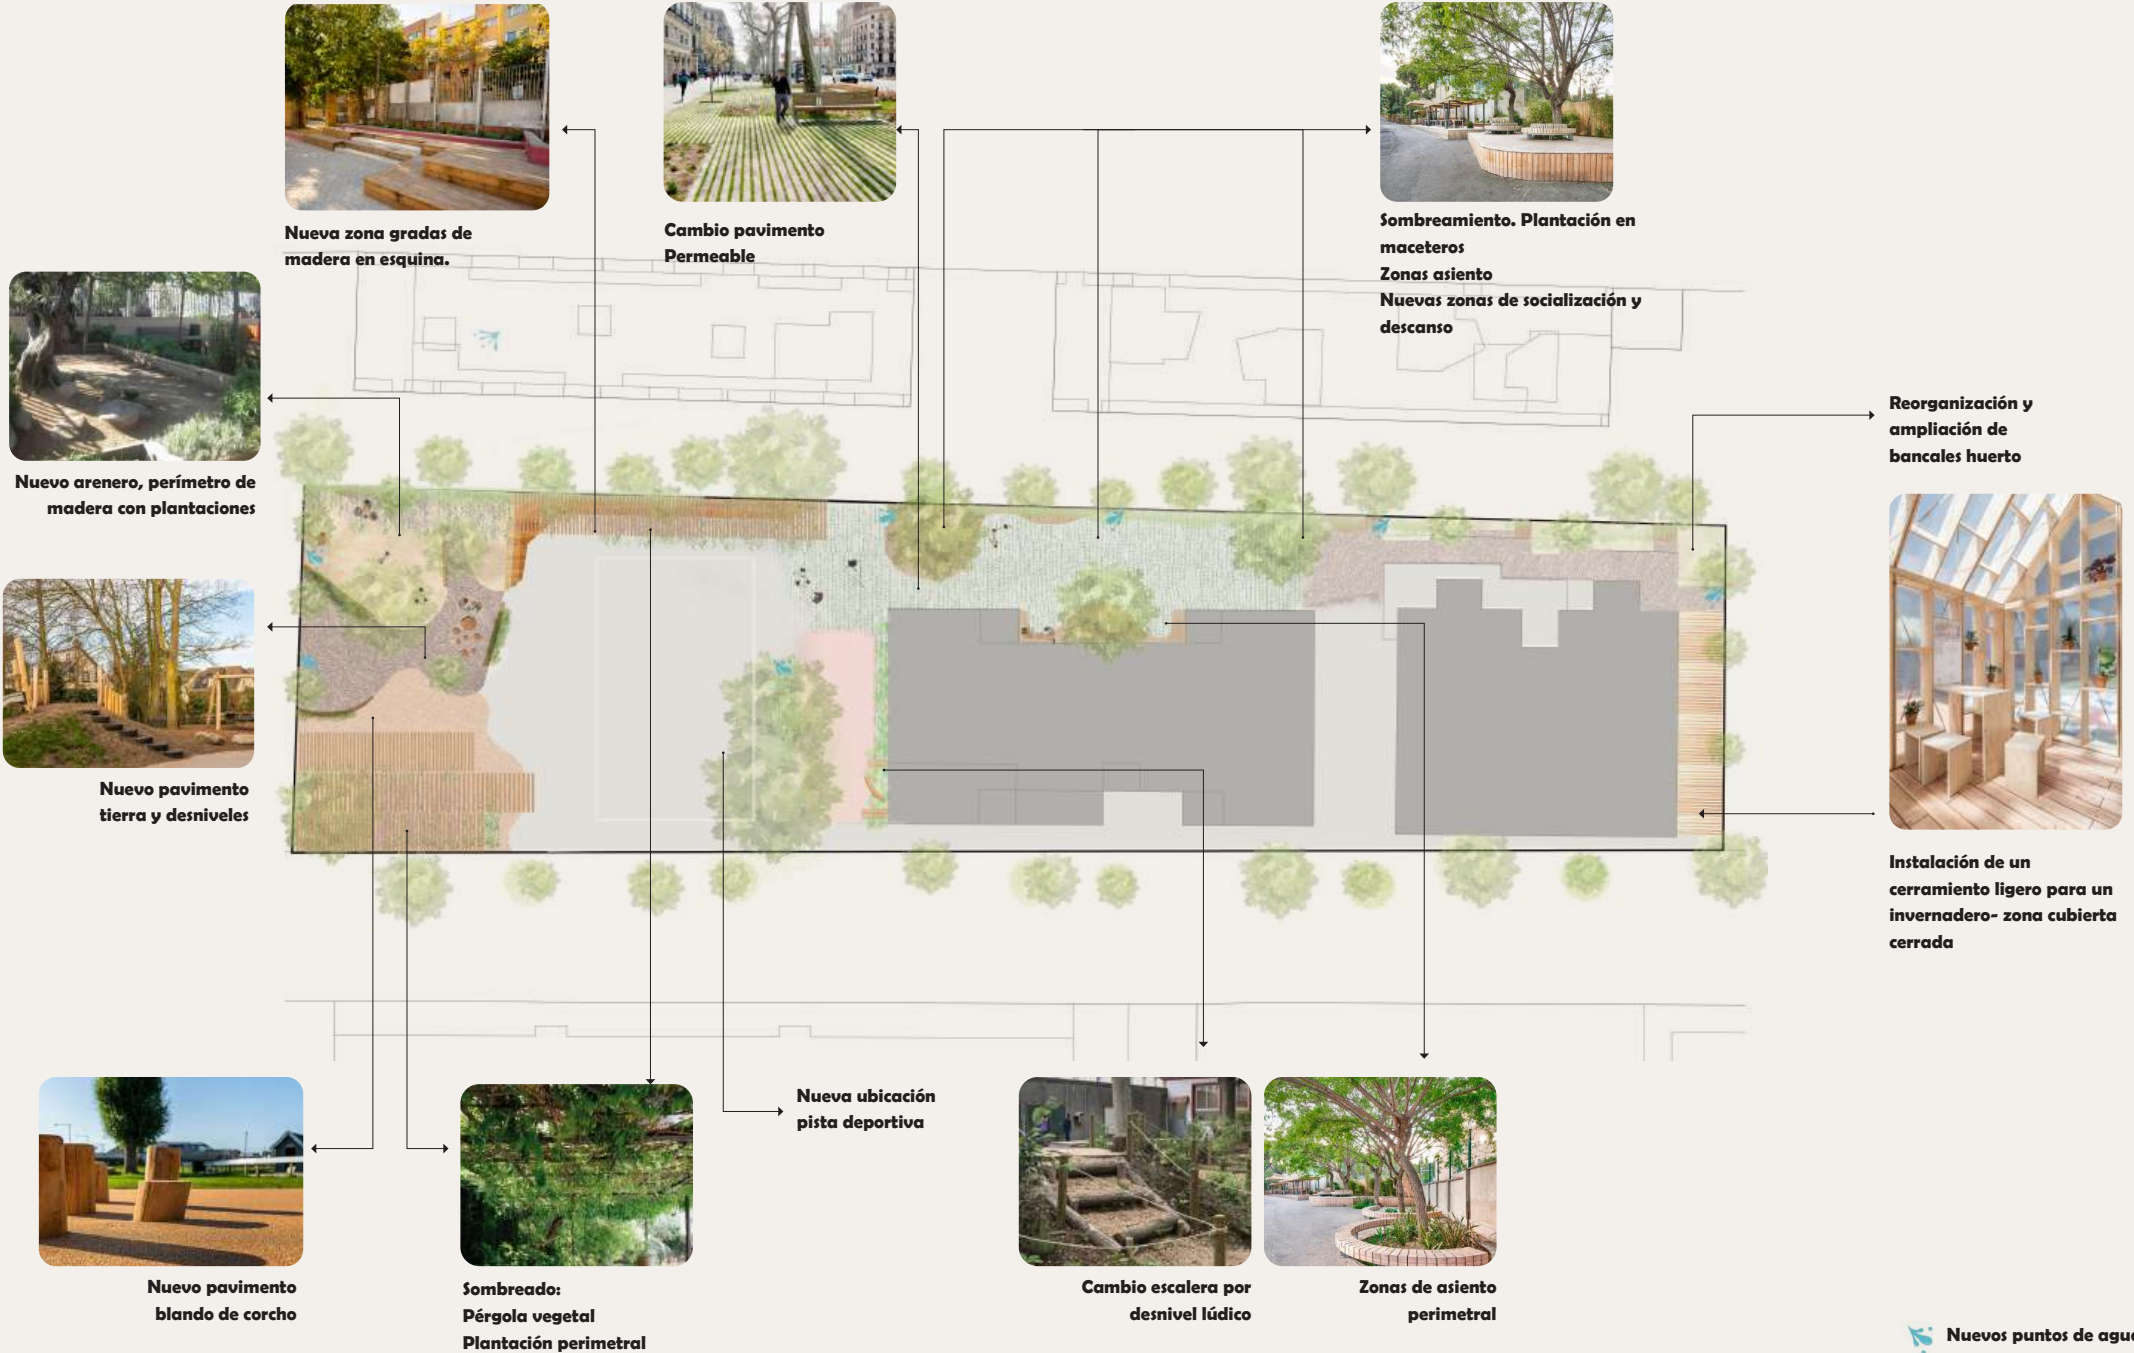 Nueva zona gradas de
madera en esquina.
Cambio pavimento
Permeable
Sombreamiento. Plantación en
maceteros
Zonas asiento
Nuevas zonas de socialización y
descanso
Nuevo arenero, perímetro de
madera con plantaciones
Reorganización y
ampliación de
bancales huerto
Nuevo pavimento
tierra y desniveles
Instalación de un
cerramiento ligero para un
invernadero- zona cubierta
cerrada
Nueva ubicación
pista deportiva
Nuevo pavimento
blando de corcho
Sombreado:
Pérgola vegetal
Plantación perimetral
Cambio escalera por
desnivel lúdico
Zonas de asiento
perimetral
Nuevos puntos de agua